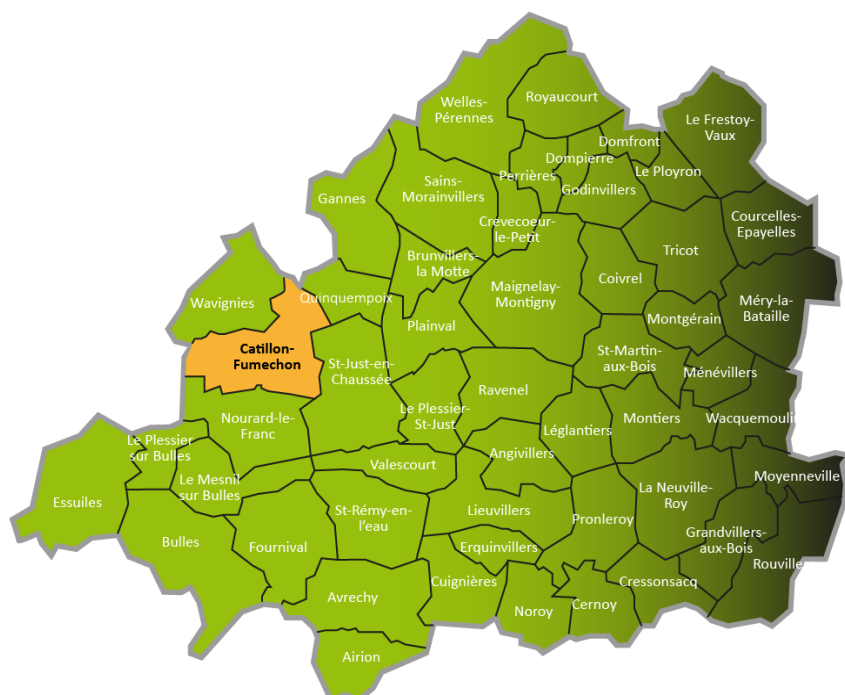 Welles-
Pérennes
Royaucourt
Le Frestoy-
Vaux
Domfront
Dompierre
Le Ployron
Perrières
Godinvillers
Gannes
Sains-
Morainvillers
Crevecoeur-
le-Petit
Courcelles-
Epayelles
Tricot
Brunvillers-
la Motte
Coivrel
Maignelay-
Montigny
Wavignies
Quinquempoix
Méry-la-
Bataille
Plainval
Montgérain
Catillon-
Fumechon
St-Just-en-
Chaussée
St-Martin-
aux-Bois
Ménévillers
Ravenel
Nourard-le-
Franc
Le Plessier-
St-Just
Léglantiers
Montiers
Wacquemoulin
Le Plessier
sur Bulles
Angivillers
Valescourt
Moyenneville
Le Mesnil
sur Bulles
La Neuville-
Roy
Essuiles
St-Rémy-en-
l'eau
Lieuvillers
Pronleroy
Grandvillers-
aux-Bois
Bulles
Fournival
Erquinvillers
Rouville
Cuignières
Cressonsacq
Avrechy
Noroy
Cernoy
Airion